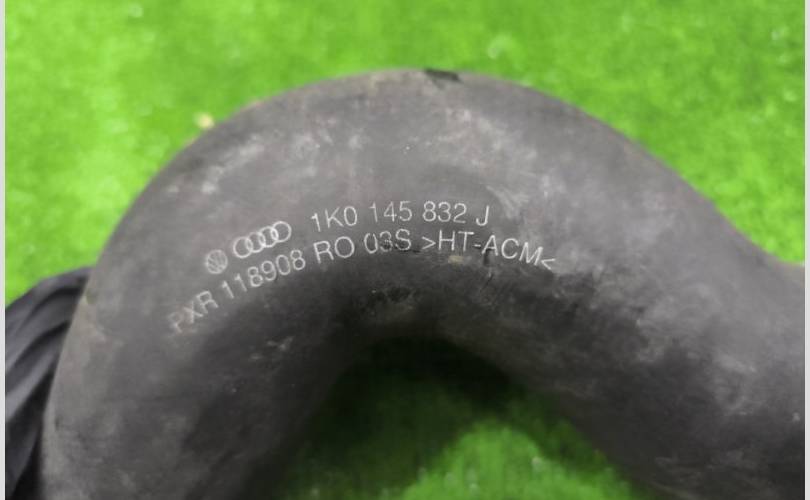 1K0 145 832 J
PXR 118908 RO 03S >HT-ACM<